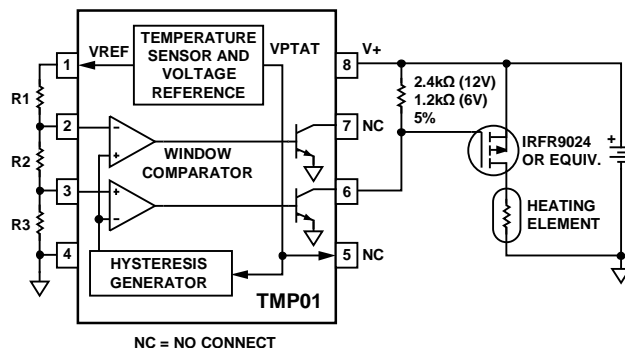 TEMPERATURE
SENSOR AND
VOLTAGE
REFERENCE
VREF
VPTAT
1
8
V+
R1
2.4kΩ (12V)
1.2kΩ (6V)
5%
2
7
NC
R2
WINDOW
COMPARATOR
IRFR9024
OR EQUIV.
3
6
R3
HEATING
ELEMENT
4
HYSTERESIS
GENERATOR
5
NC
TMP01
NC = NO CONNECT